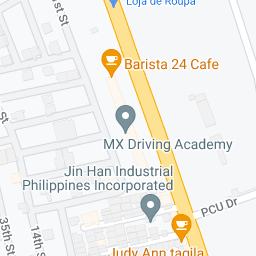 Loja de Roupa
1st St
Barista 24 Cafe
MX Driving Academy
Jin Han Industrial
Philippines Incorporated
PCU Dr
14th St
35th St
Judy Ann tagila